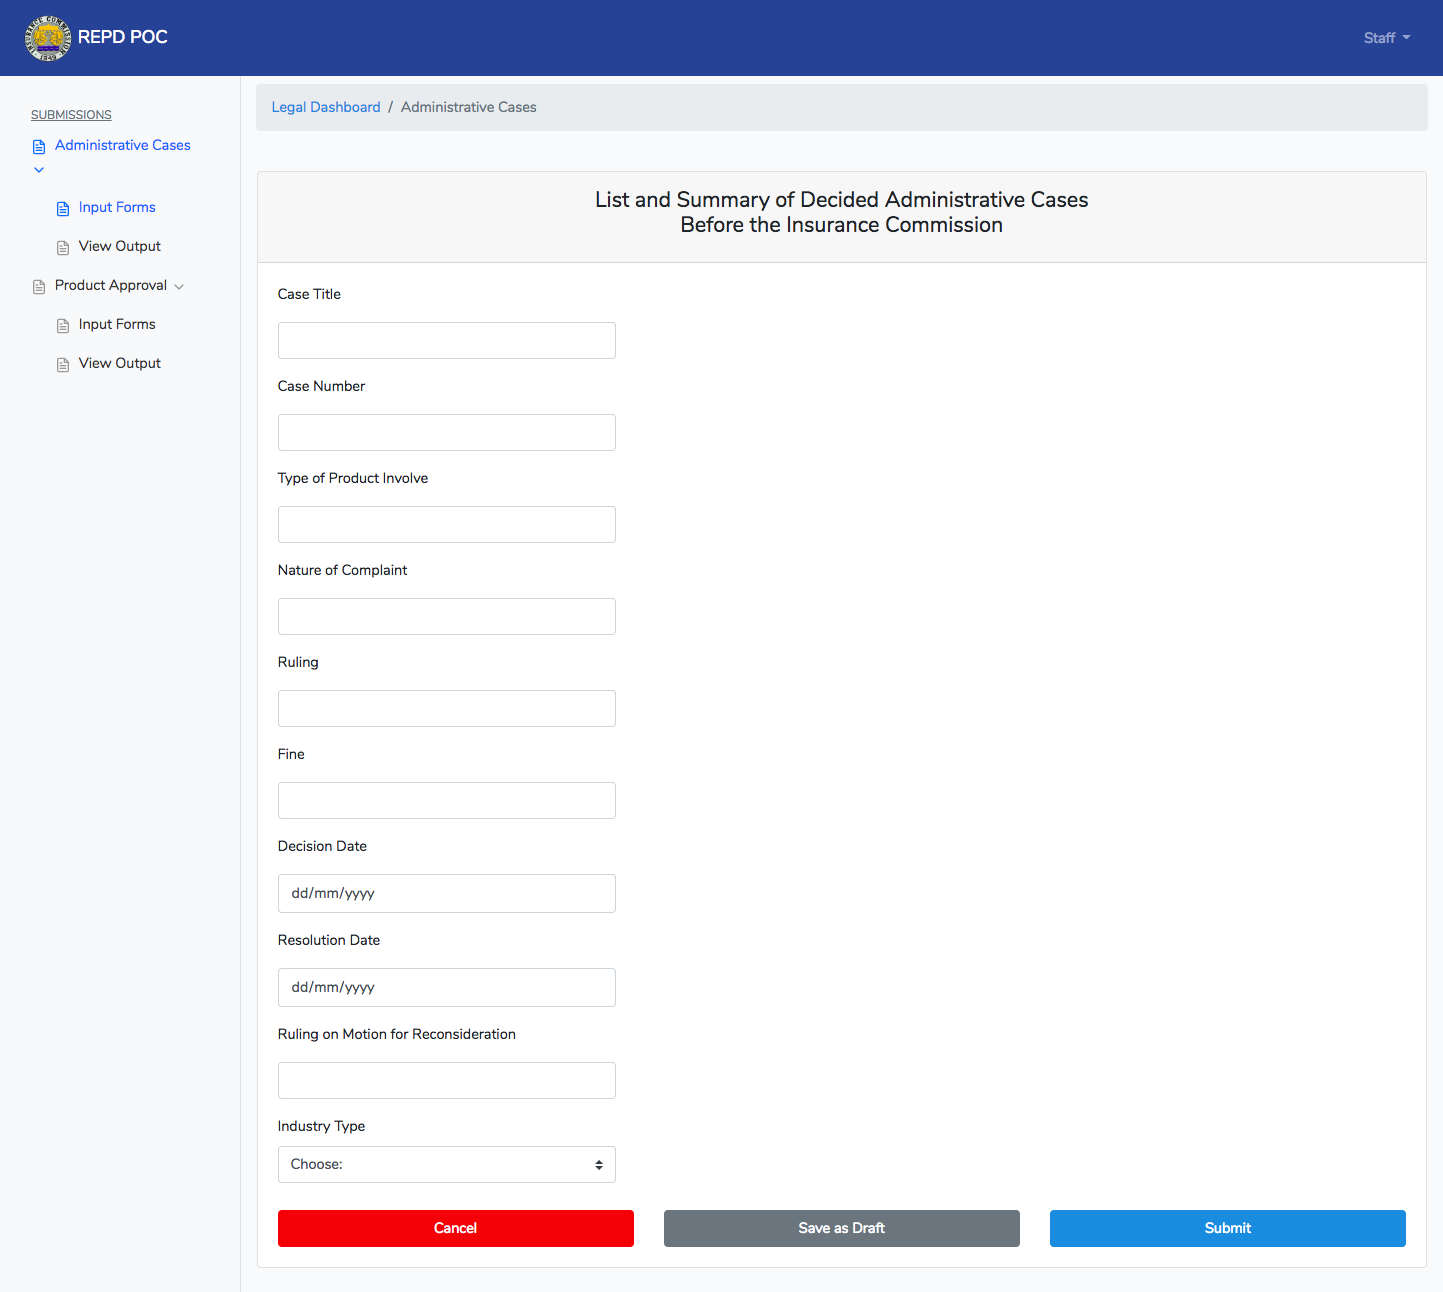 INSURANCE COMMISSION
1949
REPD POC
Staff
SUBMISSIONS
Administrative Cases
Input Forms
View Output
Product Approval
Input Forms
View Output
Legal Dashboard / Administrative Cases
List and Summary of Decided Administrative Cases
Before the Insurance Commission
Case Title
Case Number
Type of Product Involve
Nature of Complaint
Ruling
Fine
Decision Date
dd/mm/yyyy
Resolution Date
dd/mm/yyyy
Ruling on Motion for Reconsideration
Industry Type
Choose:
Cancel
Save as Draft
Submit